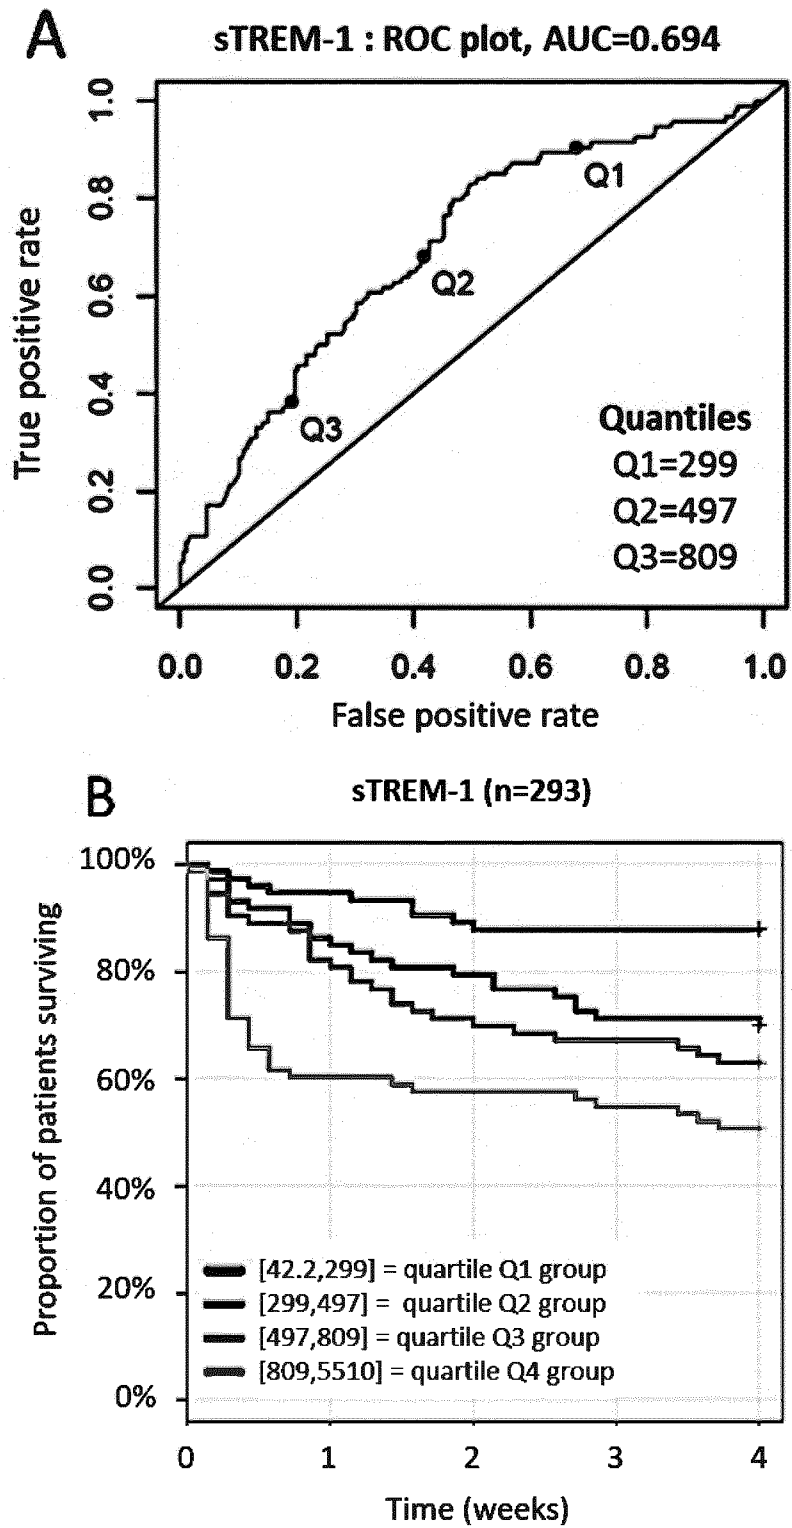 A
sTREM-1 : ROC plot, AUC=0.694
True positive rate
1.0
0.8
0.6
0.4
0.2
0.0
Q1
Q2
Q3
Quantiles
Q1=299
Q2=497
Q3=809
0.0 0.2 0.4 0.6 0.8 1.0
False positive rate
B
sTREM-1 (n=293)
Proportion of patients surviving
100%
80%
60%
40%
20%
0%
[42.2,299] = quartile Q1 group
[299,497] = quartile Q2 group
[497,809] = quartile Q3 group
[809,5510] = quartile Q4 group
0 1 2 3 4
Time (weeks)